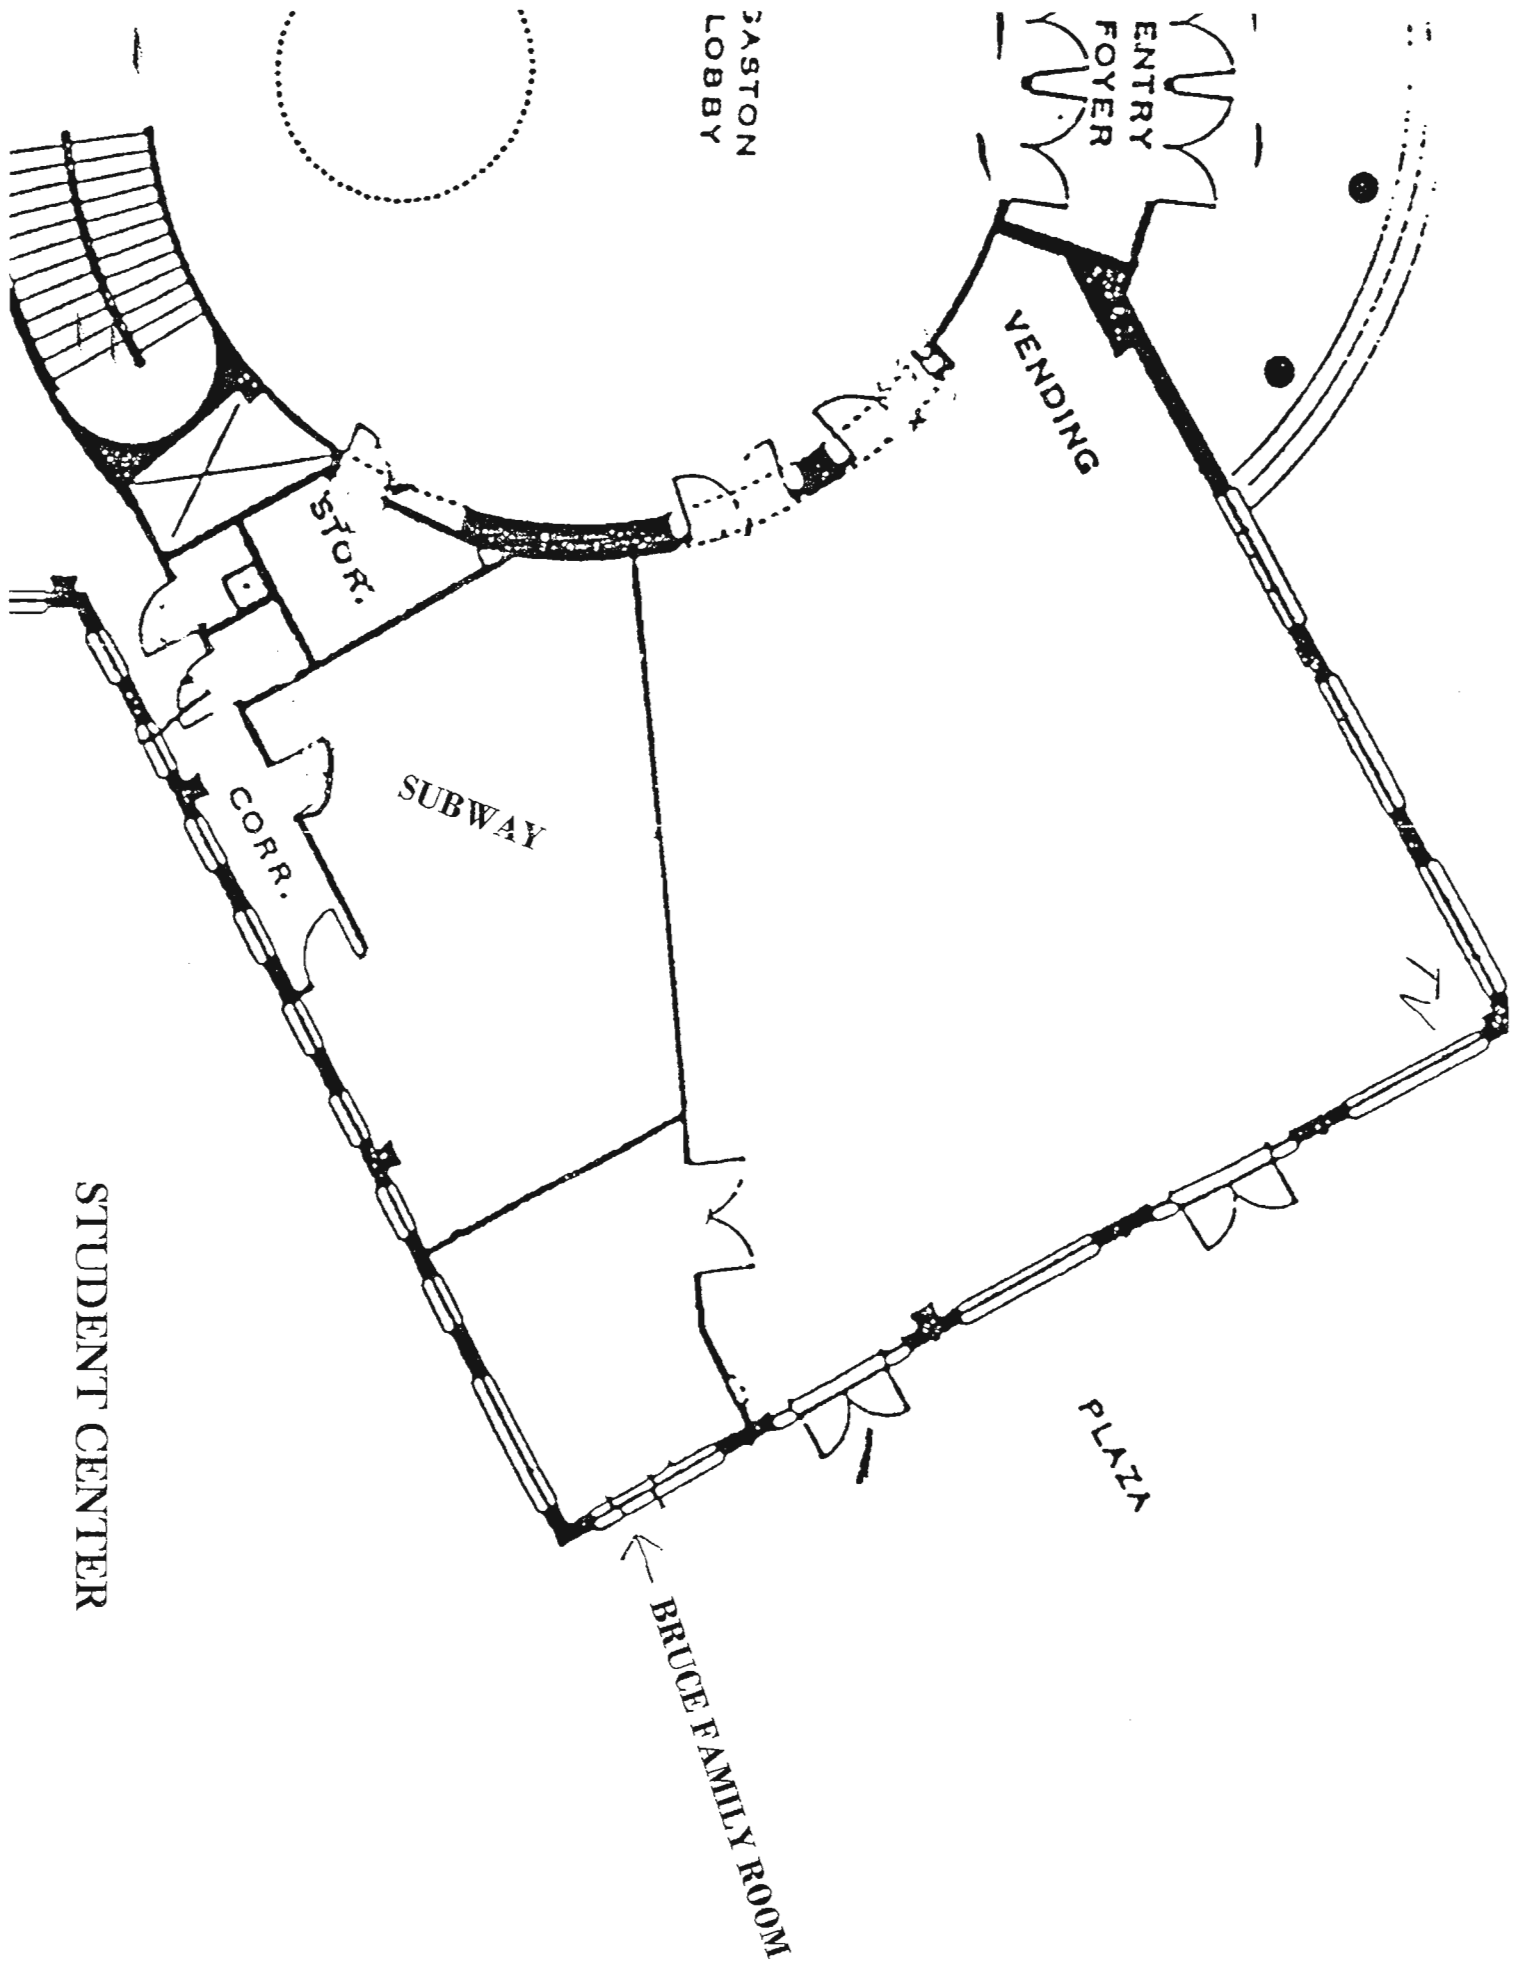 ENTRY
FOYER
GASTON
LOBBY
VENDING
STOR.
SUBWAY
CORR.
PLAZA
← BRUCE FAMILY ROOM
STUDENT CENTER